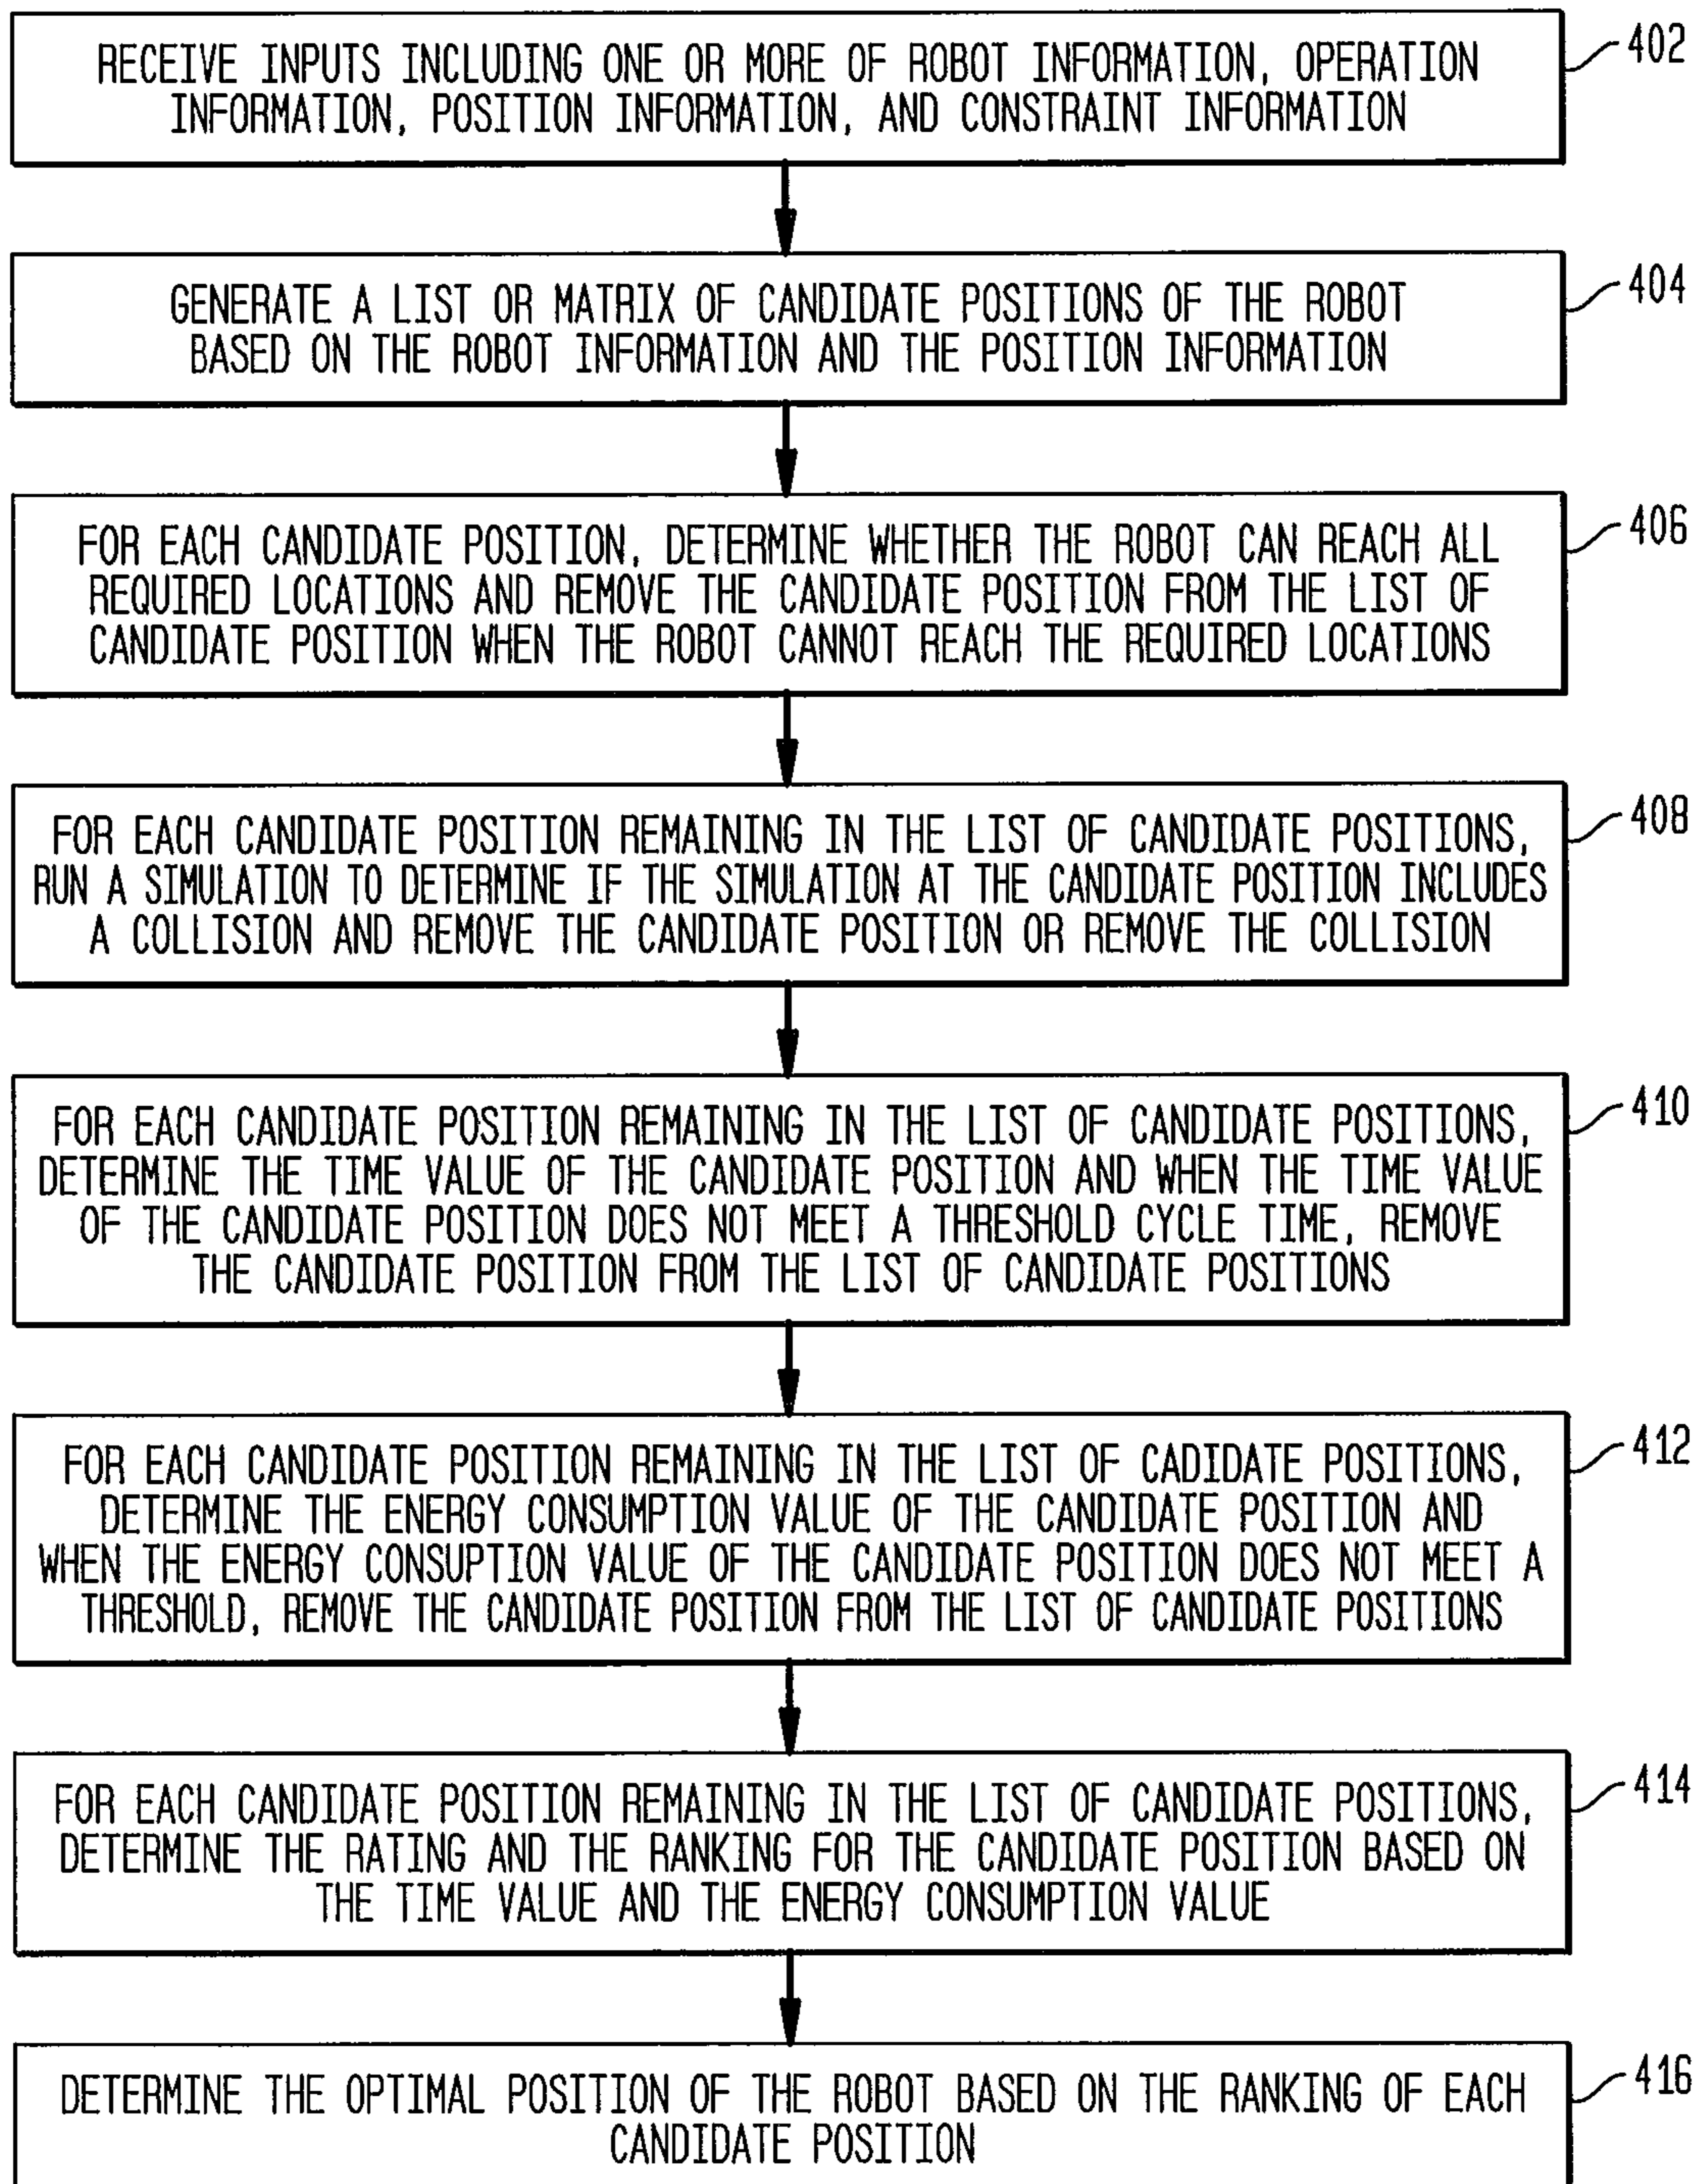 RECEIVE INPUTS INCLUDING ONE OR MORE OF ROBOT INFORMATION, OPERATION
INFORMATION, POSITION INFORMATION, AND CONSTRAINT INFORMATION
402
GENERATE A LIST OR MATRIX OF CANDIDATE POSITIONS OF THE ROBOT
BASED ON THE ROBOT INFORMATION AND THE POSITION INFORMATION
404
FOR EACH CANDIDATE POSITION, DETERMINE WHETHER THE ROBOT CAN REACH ALL
REQUIRED LOCATIONS AND REMOVE THE CANDIDATE POSITION FROM THE LIST OF
CANDIDATE POSITION WHEN THE ROBOT CANNOT REACH THE REQUIRED LOCATIONS
406
FOR EACH CANDIDATE POSITION REMAINING IN THE LIST OF CANDIDATE POSITIONS,
RUN A SIMULATION TO DETERMINE IF THE SIMULATION AT THE CANDIDATE POSITION INCLUDES
A COLLISION AND REMOVE THE CANDIDATE POSITION OR REMOVE THE COLLISION
408
FOR EACH CANDIDATE POSITION REMAINING IN THE LIST OF CANDIDATE POSITIONS,
DETERMINE THE TIME VALUE OF THE CANDIDATE POSITION AND WHEN THE TIME VALUE
OF THE CANDIDATE POSITION DOES NOT MEET A THRESHOLD CYCLE TIME, REMOVE
THE CANDIDATE POSITION FROM THE LIST OF CANDIDATE POSITIONS
410
FOR EACH CANDIDATE POSITION REMAINING IN THE LIST OF CADIDATE POSITIONS,
DETERMINE THE ENERGY CONSUMPTION VALUE OF THE CANDIDATE POSITION AND
WHEN THE ENERGY CONSUPTION VALUE OF THE CANDIDATE POSITION DOES NOT MEET A
THRESHOLD, REMOVE THE CANDIDATE POSITION FROM THE LIST OF CANDIDATE POSITIONS
412
FOR EACH CANDIDATE POSITION REMAINING IN THE LIST OF CANDIDATE POSITIONS,
DETERMINE THE RATING AND THE RANKING FOR THE CANDIDATE POSITION BASED ON
THE TIME VALUE AND THE ENERGY CONSUMPTION VALUE
414
DETERMINE THE OPTIMAL POSITION OF THE ROBOT BASED ON THE RANKING OF EACH
CANDIDATE POSITION
416